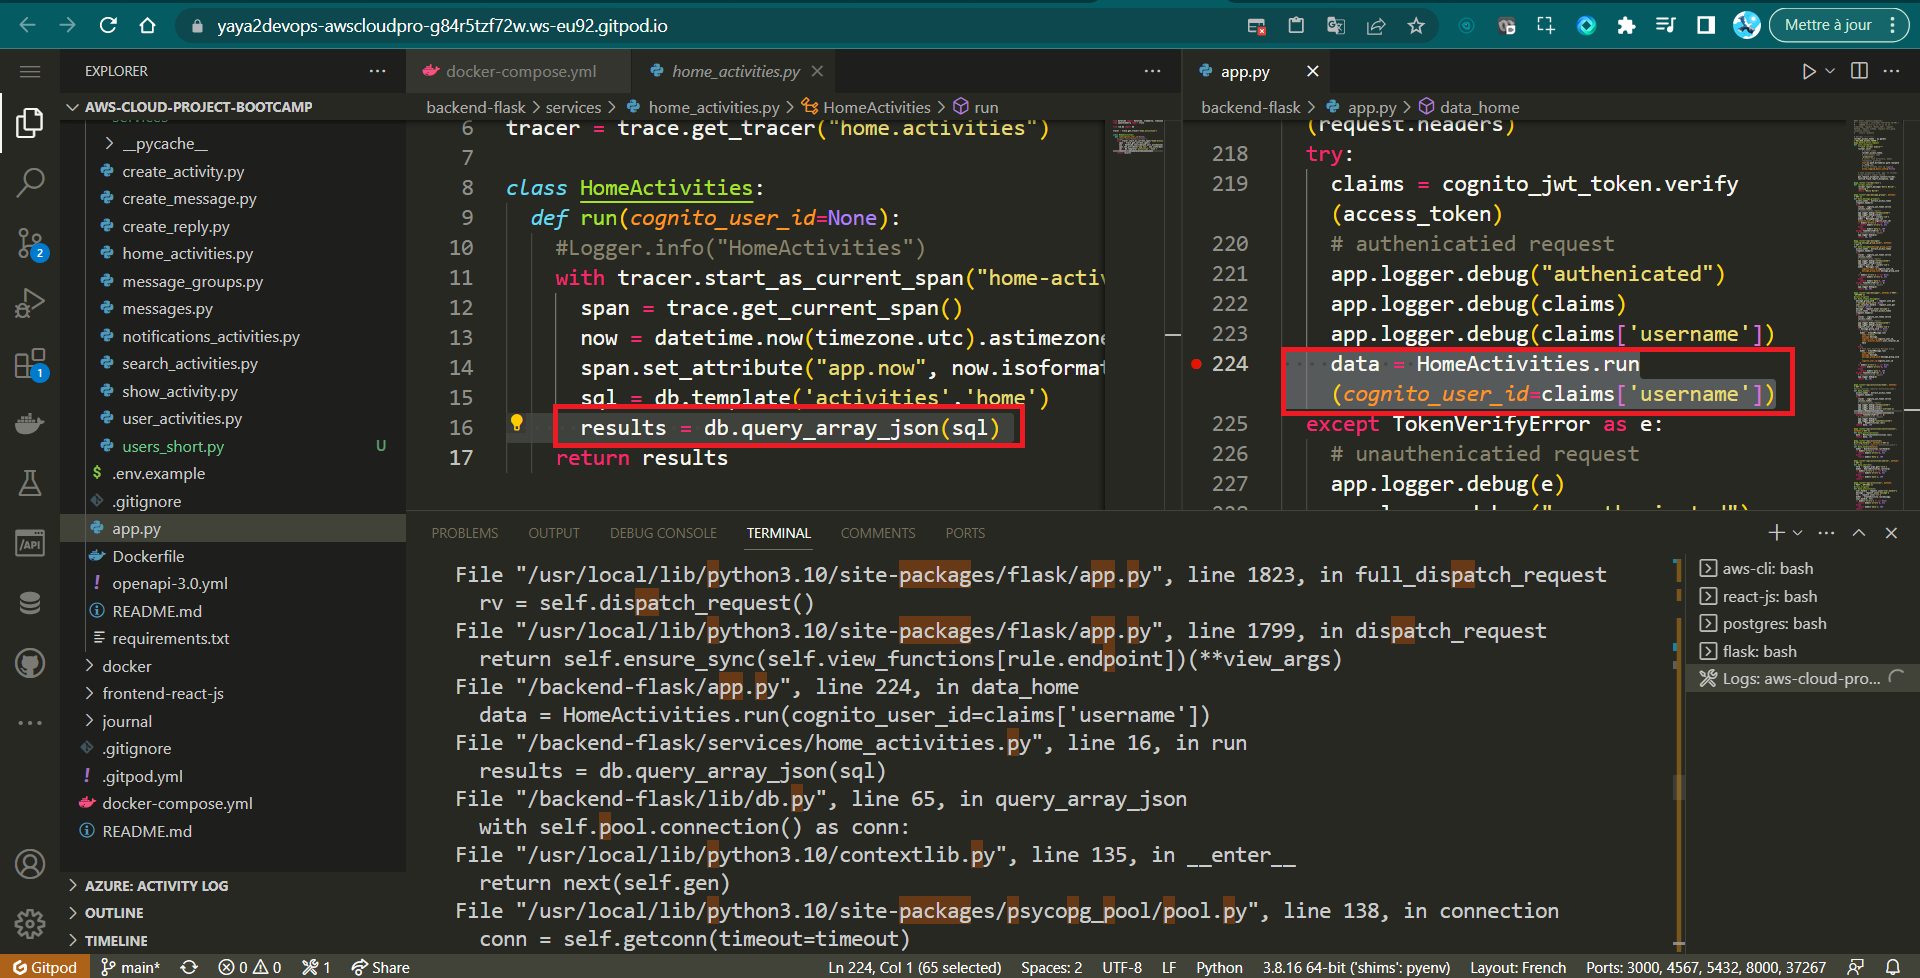 yaya2devops-awscloudpro-g84r5tzf72w.ws-eu92.gitpod.io
Mettre à jour
EXPLORER
AWS-CLOUD-PROJECT-BOOTCAMP
services
__pycache__
create_activity.py
create_message.py
create_reply.py
home_activities.py
message_groups.py
messages.py
notifications_activities.py
search_activities.py
show_activity.py
user_activities.py
users_short.py U
.env.example
.gitignore
app.py
Dockerfile
openapi-3.0.yml
README.md
requirements.txt
docker
frontend-react-js
journal
.gitignore
.gitpod.yml
docker-compose.yml
README.md
AZURE: ACTIVITY LOG
OUTLINE
TIMELINE
2
1
docker-compose.yml
home_activities.py
backend-flask > services > home_activities.py > HomeActivities > run
6 tracer = trace.get_tracer("home.activities")
7
8 class HomeActivities:
9 def run(cognito_user_id=None):
10 #Logger.info("HomeActivities")
11 with tracer.start_as_current_span("home-activ
12 span = trace.get_current_span()
13 now = datetime.now(timezone.utc).astimezone
14 span.set_attribute("app.now", now.isoformat
15 sql = db.template('activities','home')
16 results = db.query_array_json(sql)
17 return results
app.py
backend-flask > app.py > data_home
(request.headers)
218 try:
219 claims = cognito_jwt_token.verify
(access_token)
220 # authenicatied request
221 app.logger.debug("authenicated")
222 app.logger.debug(claims)
223 app.logger.debug(claims['username'])
224 data = HomeActivities.run
(cognito_user_id=claims['username'])
225 except TokenVerifyError as e:
226 # unauthenicatied request
227 app.logger.debug(e)
PROBLEMS OUTPUT DEBUG CONSOLE TERMINAL COMMENTS PORTS
File "/usr/local/lib/python3.10/site-packages/flask/app.py", line 1823, in full_dispatch_request
rv = self.dispatch_request()
File "/usr/local/lib/python3.10/site-packages/flask/app.py", line 1799, in dispatch_request
return self.ensure_sync(self.view_functions[rule.endpoint])(**view_args)
File "/backend-flask/app.py", line 224, in data_home
data = HomeActivities.run(cognito_user_id=claims['username'])
File "/backend-flask/services/home_activities.py", line 16, in run
results = db.query_array_json(sql)
File "/backend-flask/lib/db.py", line 65, in query_array_json
with self.pool.connection() as conn:
File "/usr/local/lib/python3.10/contextlib.py", line 135, in __enter__
return next(self.gen)
File "/usr/local/lib/python3.10/site-packages/psycopg_pool/pool.py", line 138, in connection
conn = self.getconn(timeout=timeout)
aws-cli: bash
react-js: bash
postgres: bash
flask: bash
Logs: aws-cloud-pro...
Gitpod main* 0 0 1 Share
Ln 224, Col 1 (65 selected) Spaces: 2 UTF-8 LF Python 3.8.16 64-bit ('shims': pyenv) Layout: French Ports: 3000, 4567, 5432, 8000, 37267